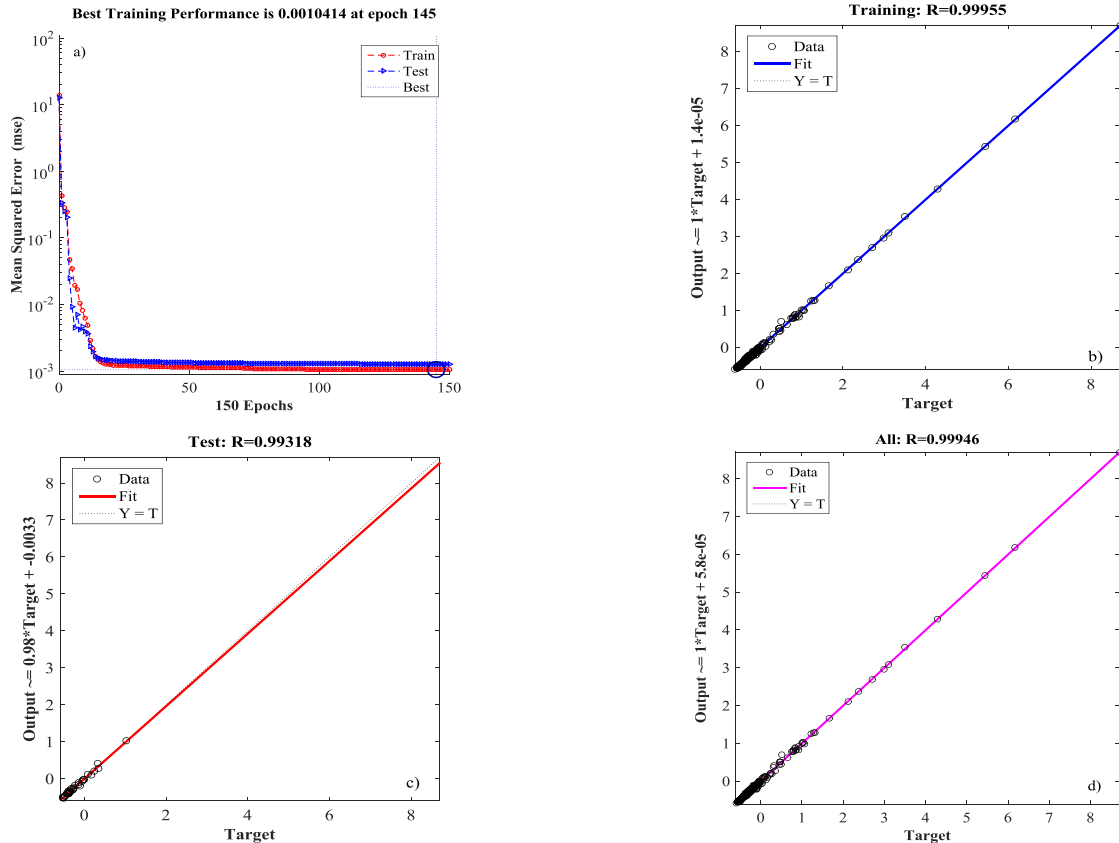 Best Training Performance is 0.0010414 at epoch 145
a)
Train
Test
Best
Mean Squared Error (mse)
10^2
10^1
10^0
10^-1
10^-2
10^-3
0 50 100 150
150 Epochs
Training: R=0.99955
Data
Fit
Y = T
Output ~= 1*Target + 1.4e-05
8
7
6
5
4
3
2
1
0
b)
0 2 4 6 8
Target
Test: R=0.99318
Data
Fit
Y = T
Output ~= 0.98*Target + -0.0033
8
7
6
5
4
3
2
1
0
c)
0 2 4 6 8
Target
All: R=0.99946
Data
Fit
Y = T
Output ~= 1*Target + 5.8e-05
8
7
6
5
4
3
2
1
0
d)
0 1 2 3 4 5 6 7 8
Target